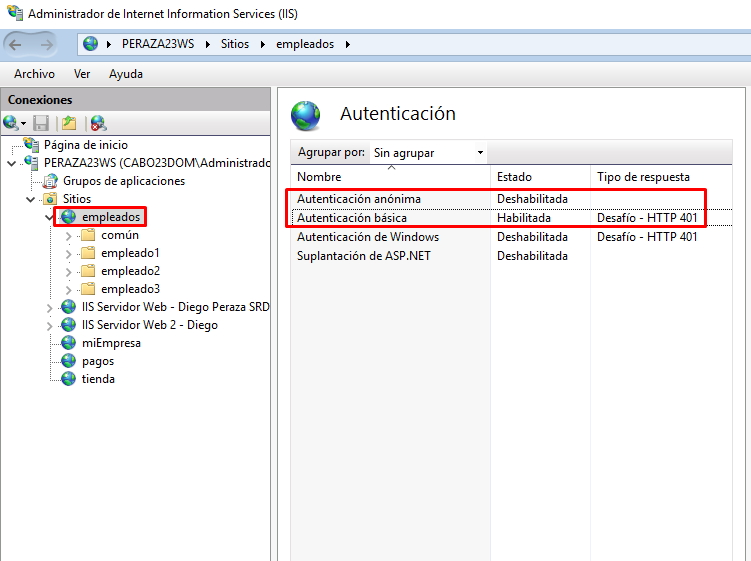 Administrador de Internet Information Services (IIS)
PERAZA23WS Sitios empleados
Archivo Ver Ayuda
Conexiones
Página de inicio
PERAZA23WS (CABO23DOM\Administrado
Grupos de aplicaciones
Sitios
empleados
común
empleado1
empleado2
empleado3
IIS Servidor Web - Diego Peraza SRD
IIS Servidor Web 2 - Diego
miEmpresa
pagos
tienda
Autenticación
Agrupar por: Sin agrupar
Nombre Estado Tipo de respuesta
Autenticación anónima Deshabilitada
Autenticación básica Habilitada Desafío - HTTP 401
Autenticación de Windows Deshabilitada Desafío - HTTP 401
Suplantación de ASP.NET Deshabilitada